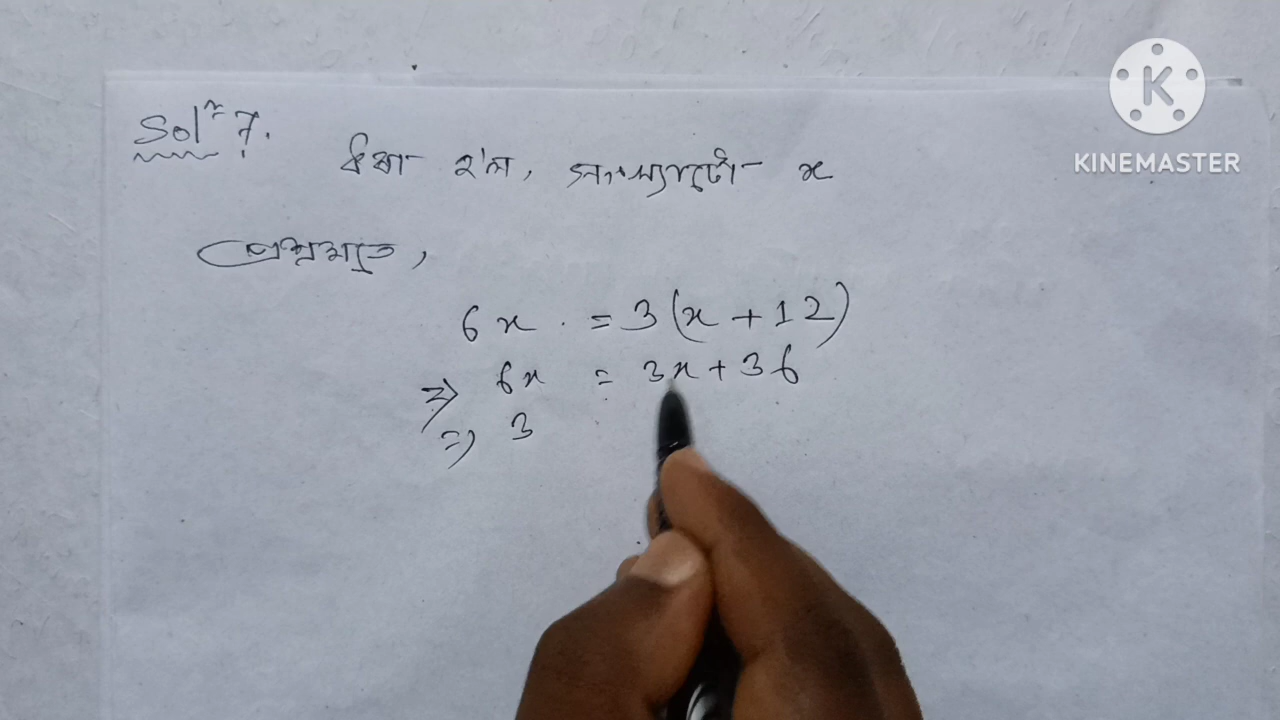 Solⁿ 7.
ধৰা হ'ল, সংখ্যাটো x
প্ৰশ্নমতে,
6x = 3(x + 12)
⇒ 6x = 3x + 36
⇒ 3
K
KINEMASTER